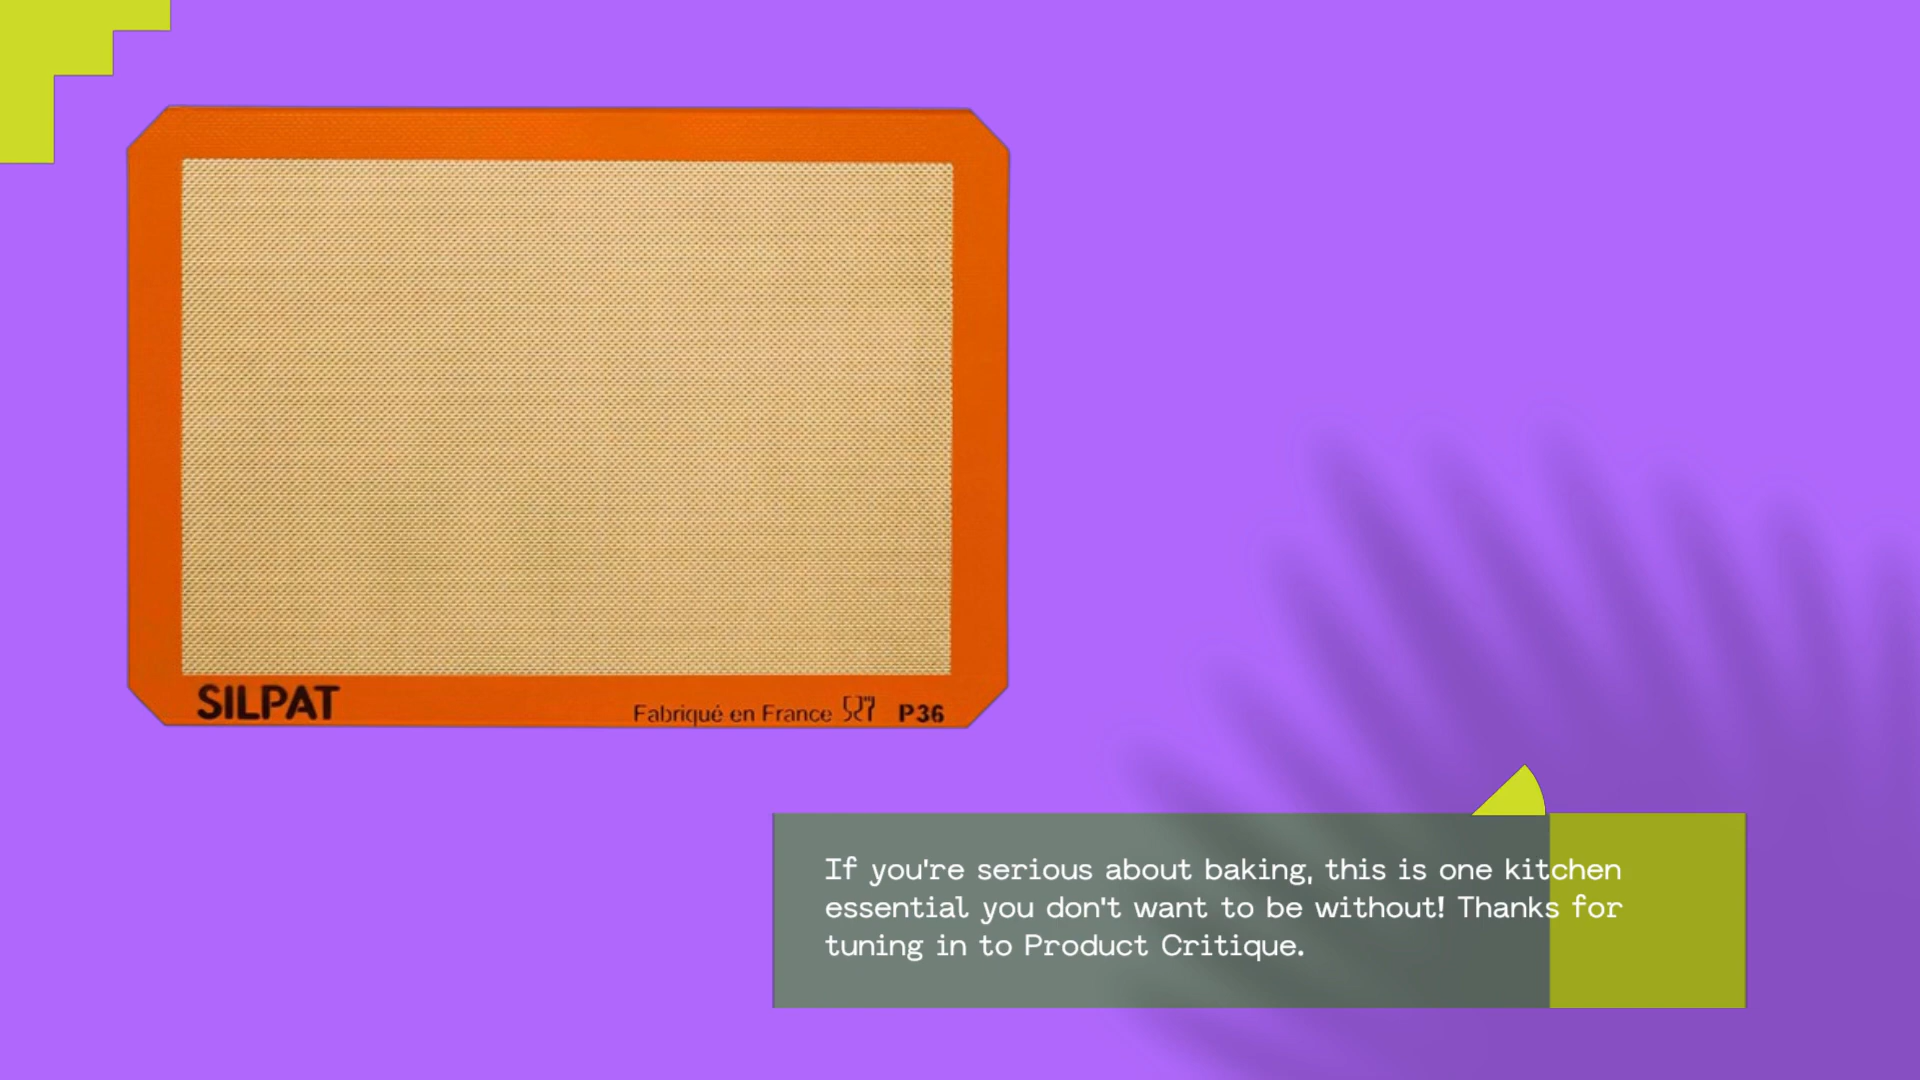 SILPAT
Fabriqué en France P36
If you're serious about baking, this is one kitchen
essential you don't want to be without! Thanks for
tuning in to Product Critique.